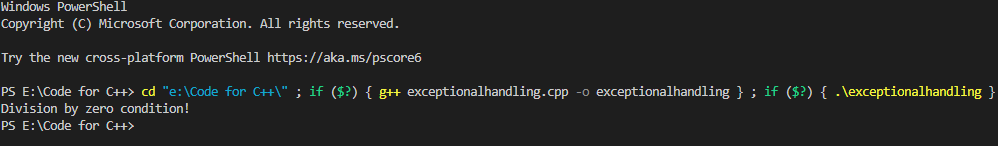 Windows PowerShell
Copyright (C) Microsoft Corporation. All rights reserved.
Try the new cross-platform PowerShell https://aka.ms/pscore6
PS E:\Code for C++> cd "e:\Code for C++\" ; if ($?) { g++ exceptionalhandling.cpp -o exceptionalhandling } ; if ($?) { .\exceptionalhandling }
Division by zero condition!
PS E:\Code for C++>